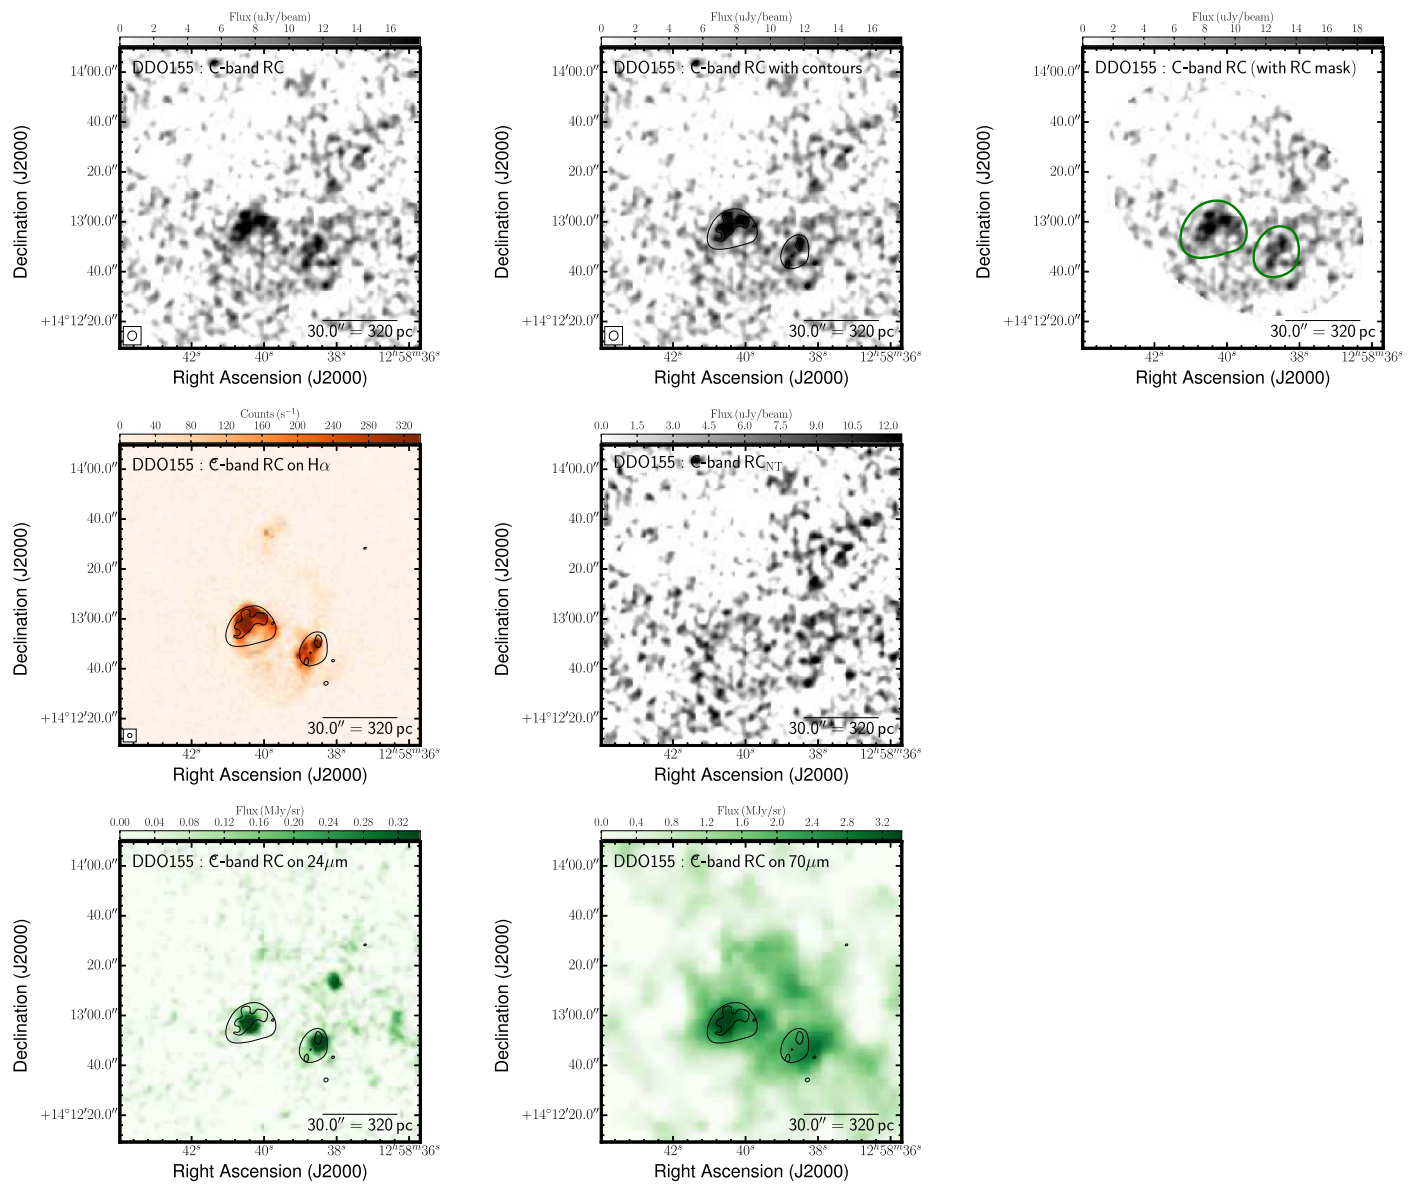 Flux (uJy/beam)
0 2 4 6 8 10 12 14 16
DDO155 : C-band RC
14′00.0″
40.0″
20.0″
13′00.0″
40.0″
+14°12′20.0″
Declination (J2000)
30.0″ = 320 pc
42s 40s 38s 12h58m36s
Right Ascension (J2000)
Flux (uJy/beam)
0 2 4 6 8 10 12 14 16
DDO155 : C-band RC with contours
14′00.0″
40.0″
20.0″
13′00.0″
40.0″
+14°12′20.0″
Declination (J2000)
30.0″ = 320 pc
42s 40s 38s 12h58m36s
Right Ascension (J2000)
Flux (uJy/beam)
0 2 4 6 8 10 12 14 16 18
DDO155 : C-band RC (with RC mask)
14′00.0″
40.0″
20.0″
13′00.0″
40.0″
+14°12′20.0″
Declination (J2000)
30.0″ = 320 pc
42s 40s 38s 12h58m36s
Right Ascension (J2000)
Counts (s⁻¹)
0 40 80 120 160 200 240 280 320
DDO155 : C-band RC on Hα
14′00.0″
40.0″
20.0″
13′00.0″
40.0″
+14°12′20.0″
Declination (J2000)
30.0″ = 320 pc
42s 40s 38s 12h58m36s
Right Ascension (J2000)
Flux (uJy/beam)
0.0 1.5 3.0 4.5 6.0 7.5 9.0 10.5 12.0
DDO155 : C-band RC_NT
14′00.0″
40.0″
20.0″
13′00.0″
40.0″
+14°12′20.0″
Declination (J2000)
30.0″ = 320 pc
42s 40s 38s 12h58m36s
Right Ascension (J2000)
Flux (MJy/sr)
0.00 0.04 0.08 0.12 0.16 0.20 0.24 0.28 0.32
DDO155 : C-band RC on 24μm
14′00.0″
40.0″
20.0″
13′00.0″
40.0″
+14°12′20.0″
Declination (J2000)
30.0″ = 320 pc
42s 40s 38s 12h58m36s
Right Ascension (J2000)
Flux (MJy/sr)
0.0 0.4 0.8 1.2 1.6 2.0 2.4 2.8 3.2
DDO155 : C-band RC on 70μm
14′00.0″
40.0″
20.0″
13′00.0″
40.0″
+14°12′20.0″
Declination (J2000)
30.0″ = 320 pc
42s 40s 38s 12h58m36s
Right Ascension (J2000)